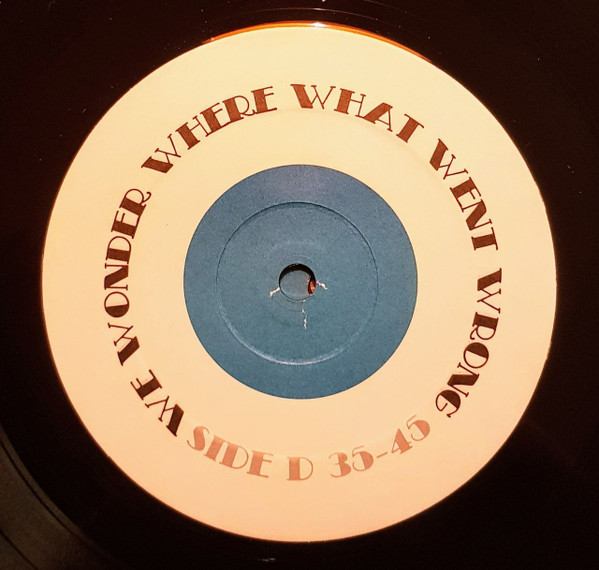 WE WONDER WHERE WHAT WENT WRONG
SIDE D 35-45